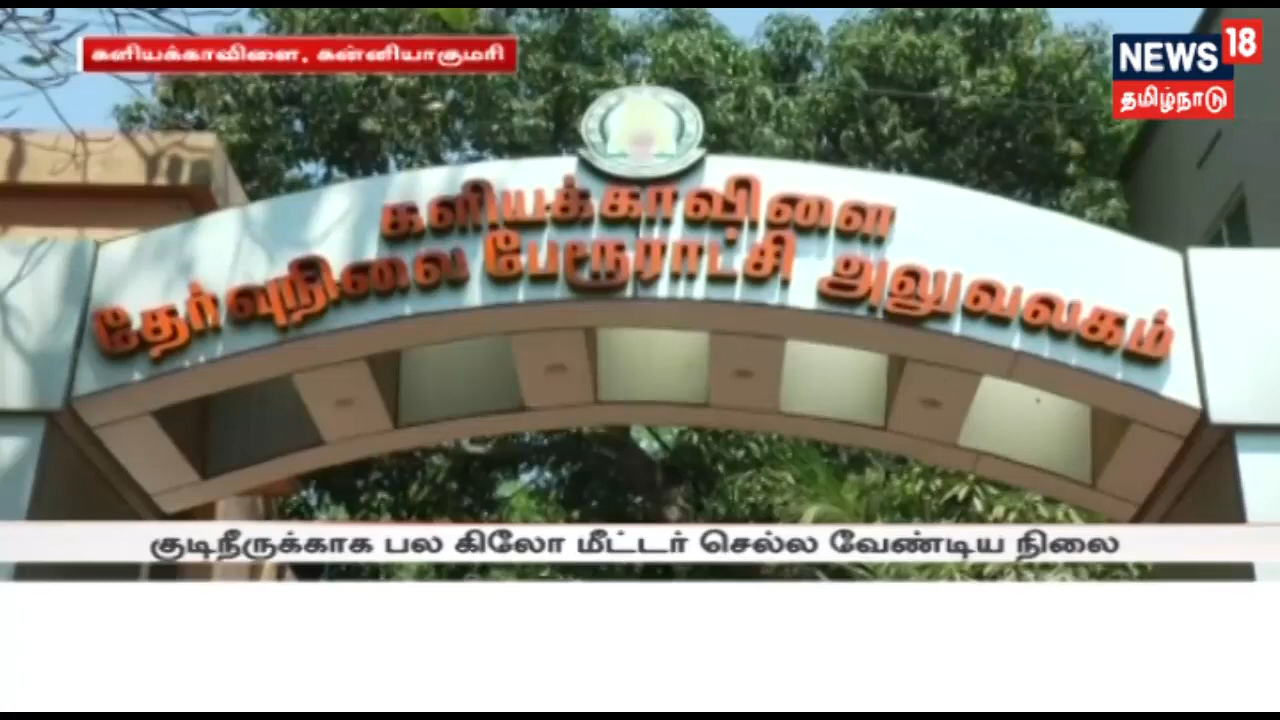 களியக்காவிளை, கன்னியாகுமரி
NEWS 18
தமிழ்நாடு
களியக்காவிளை
தேர்வுநிலை பேரூராட்சி அலுவலகம்
குடிநீருக்காக பல கிலோ மீட்டர் செல்ல வேண்டிய நிலை